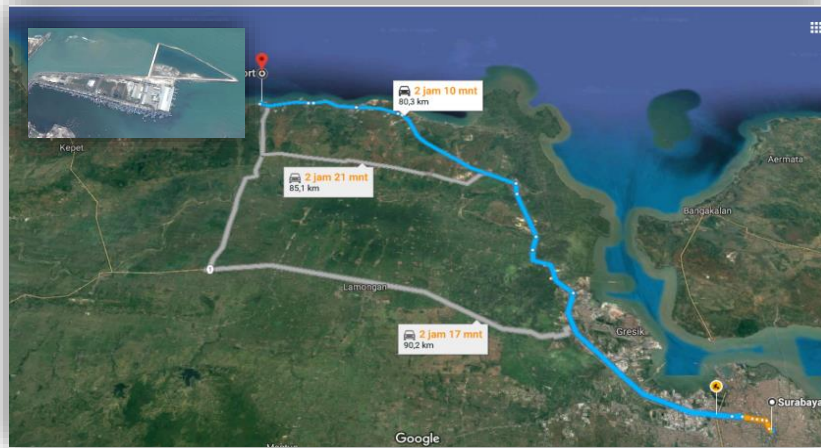 ort
2 jam 10 mnt
80,3 km
Kepet
Aermata
2 jam 21 mnt
85,1 km
Bangakalan
Lamongan
2 jam 17 mnt
90,2 km
Gresik
Surabaya
Google